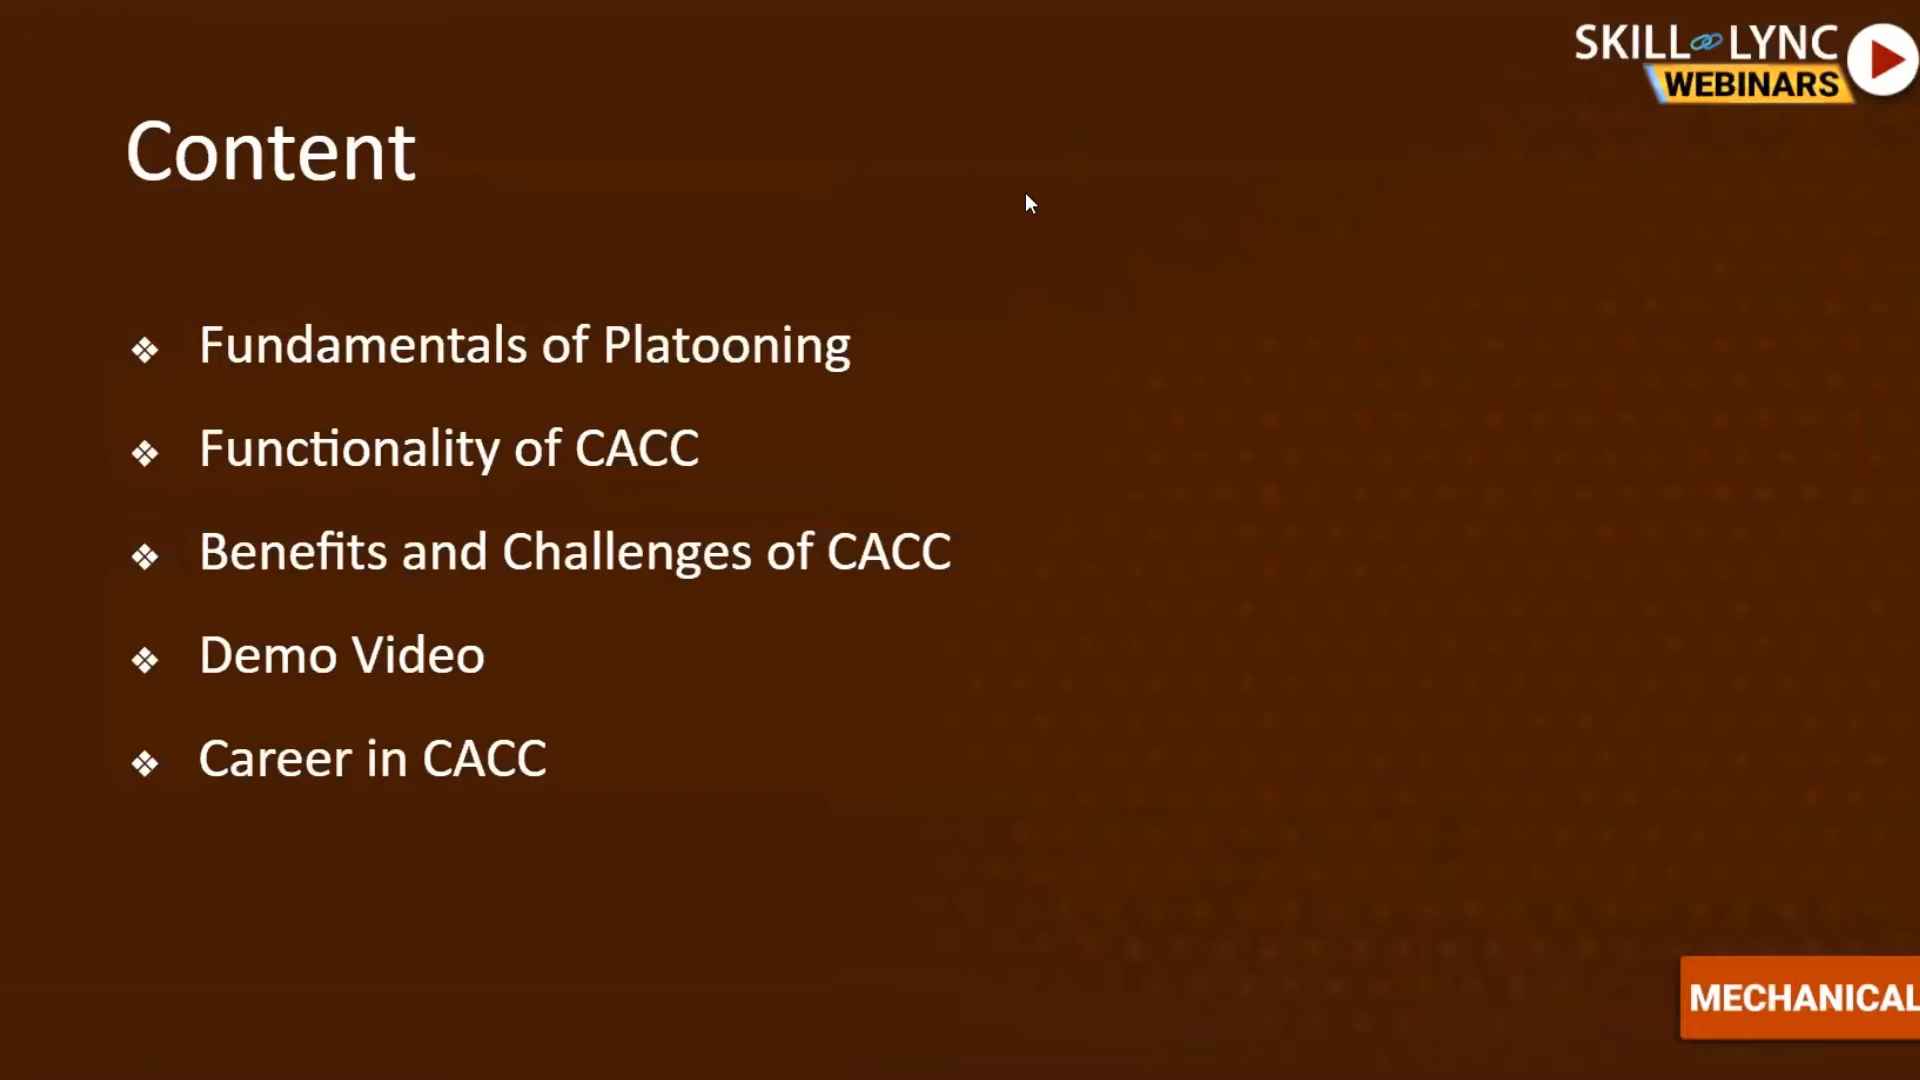 SKILL LYNC
WEBINARS
Content
Fundamentals of Platooning
Functionality of CACC
Benefits and Challenges of CACC
Demo Video
Career in CACC
MECHANICAL